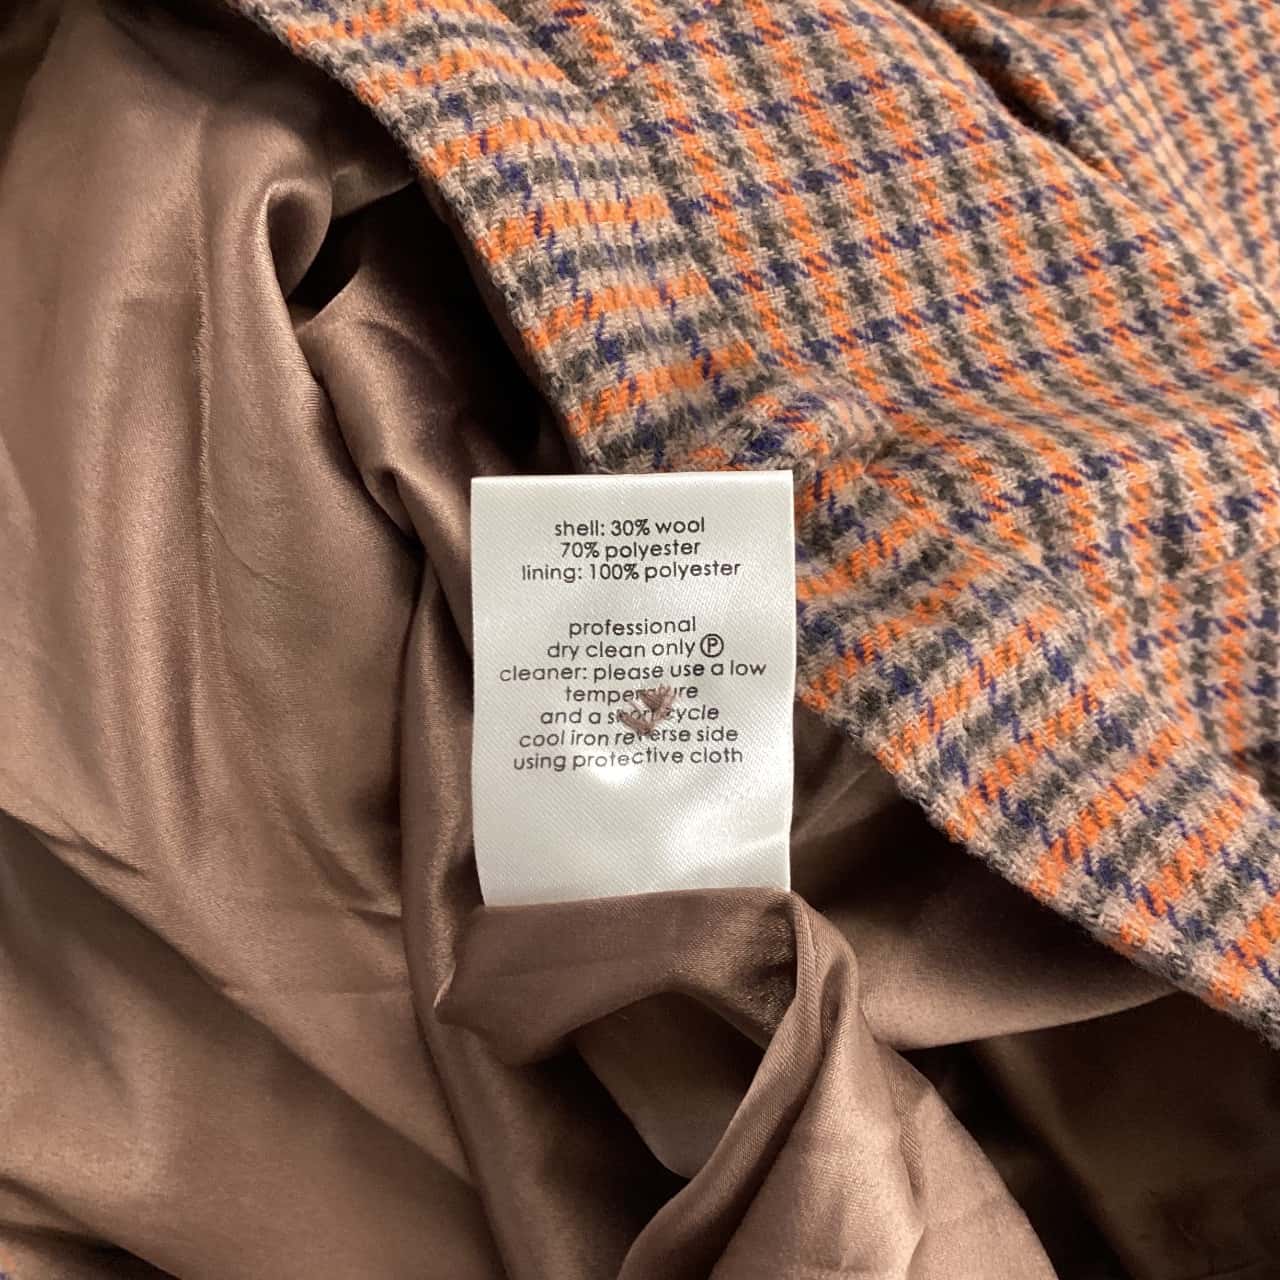 shell: 30% wool
70% polyester
lining: 100% polyester
professional
dry clean only Ⓟ
cleaner: please use a low
temperature
and a short cycle
cool iron reverse side
using protective cloth